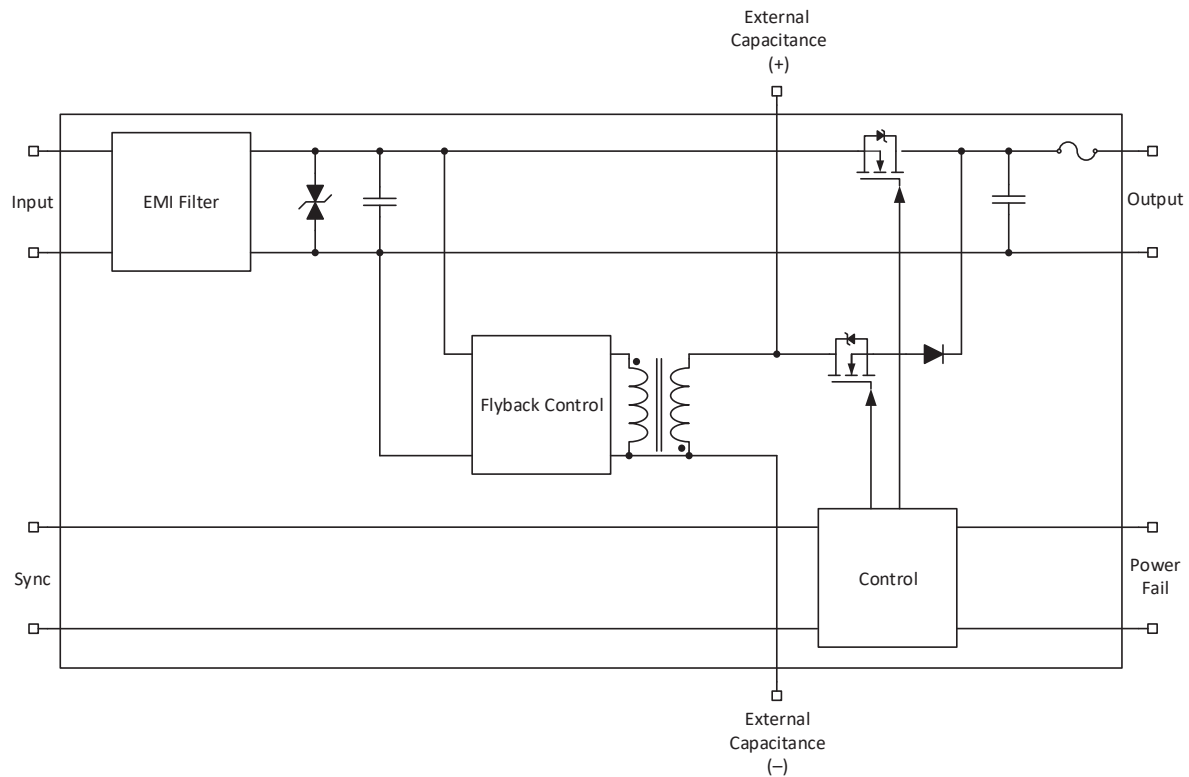 External
Capacitance
(+)
Input
EMI Filter
Output
Flyback Control
Sync
Control
Power
Fail
External
Capacitance
(–)